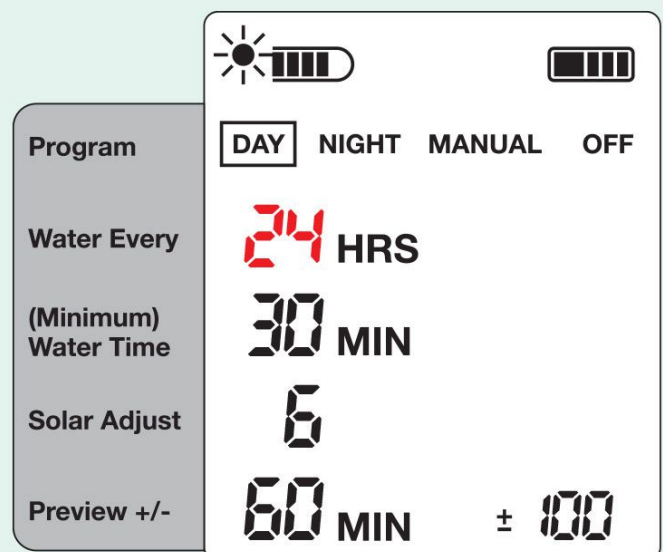 Program DAY NIGHT MANUAL OFF
Water Every 24 HRS
(Minimum)
Water Time 30 MIN
Solar Adjust 6
Preview +/- 60 MIN ± 100